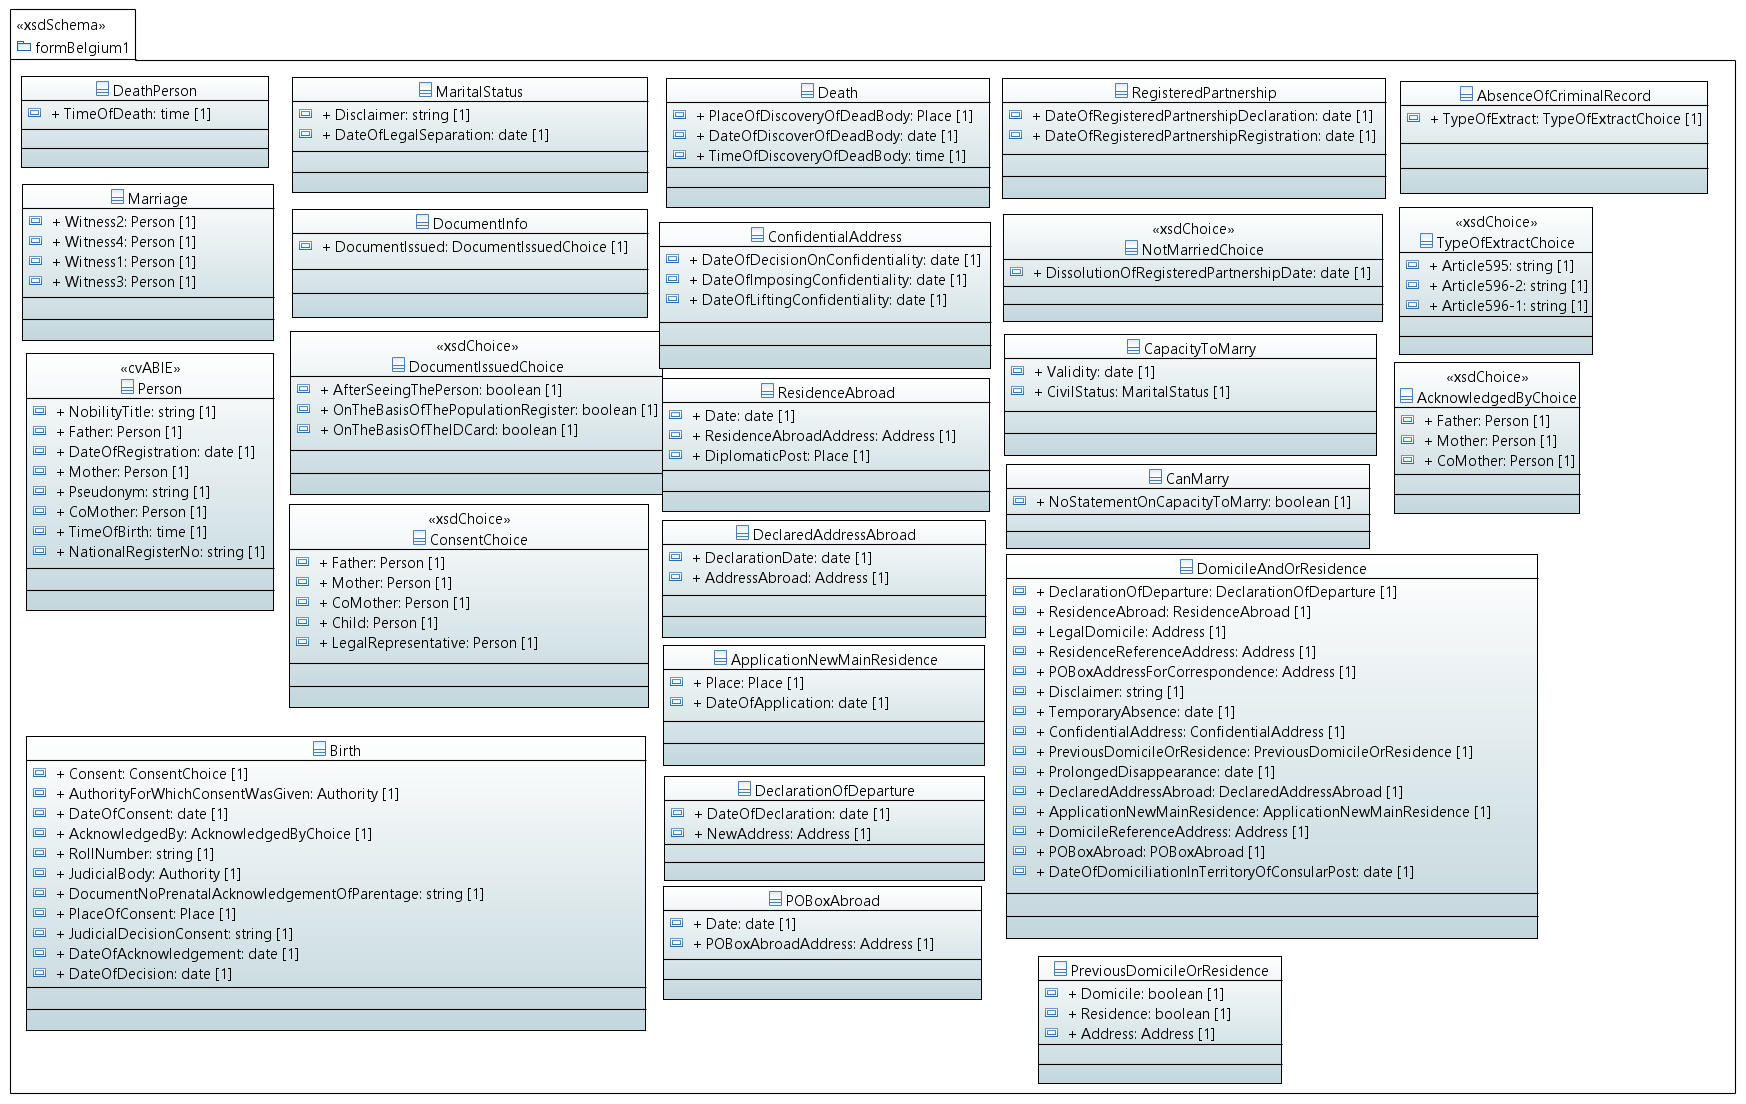 «xsdSchema»
formBelgium1
DeathPerson
+ TimeOfDeath: time [1]
Marriage
+ Witness2: Person [1]
+ Witness4: Person [1]
+ Witness1: Person [1]
+ Witness3: Person [1]
«cvABIE»
Person
+ NobilityTitle: string [1]
+ Father: Person [1]
+ DateOfRegistration: date [1]
+ Mother: Person [1]
+ Pseudonym: string [1]
+ CoMother: Person [1]
+ TimeOfBirth: time [1]
+ NationalRegisterNo: string [1]
MaritalStatus
+ Disclaimer: string [1]
+ DateOfLegalSeparation: date [1]
DocumentInfo
+ DocumentIssued: DocumentIssuedChoice [1]
«xsdChoice»
DocumentIssuedChoice
+ AfterSeeingThePerson: boolean [1]
+ OnTheBasisOfThePopulationRegister: boolean [1]
+ OnTheBasisOfTheIDCard: boolean [1]
«xsdChoice»
ConsentChoice
+ Father: Person [1]
+ Mother: Person [1]
+ CoMother: Person [1]
+ Child: Person [1]
+ LegalRepresentative: Person [1]
Birth
+ Consent: ConsentChoice [1]
+ AuthorityForWhichConsentWasGiven: Authority [1]
+ DateOfConsent: date [1]
+ AcknowledgedBy: AcknowledgedByChoice [1]
+ RollNumber: string [1]
+ JudicialBody: Authority [1]
+ DocumentNoPrenatalAcknowledgementOfParentage: string [1]
+ PlaceOfConsent: Place [1]
+ JudicialDecisionConsent: string [1]
+ DateOfAcknowledgement: date [1]
+ DateOfDecision: date [1]
Death
+ PlaceOfDiscoveryOfDeadBody: Place [1]
+ DateOfDiscoverOfDeadBody: date [1]
+ TimeOfDiscoveryOfDeadBody: time [1]
ConfidentialAddress
+ DateOfDecisionOnConfidentiality: date [1]
+ DateOfImposingConfidentiality: date [1]
+ DateOfLiftingConfidentiality: date [1]
ResidenceAbroad
+ Date: date [1]
+ ResidenceAbroadAddress: Address [1]
+ DiplomaticPost: Place [1]
DeclaredAddressAbroad
+ DeclarationDate: date [1]
+ AddressAbroad: Address [1]
ApplicationNewMainResidence
+ Place: Place [1]
+ DateOfApplication: date [1]
DeclarationOfDeparture
+ DateOfDeclaration: date [1]
+ NewAddress: Address [1]
POBoxAbroad
+ Date: date [1]
+ POBoxAbroadAddress: Address [1]
RegisteredPartnership
+ DateOfRegisteredPartnershipDeclaration: date [1]
+ DateOfRegisteredPartnershipRegistration: date [1]
«xsdChoice»
NotMarriedChoice
+ DissolutionOfRegisteredPartnershipDate: date [1]
CapacityToMarry
+ Validity: date [1]
+ CivilStatus: MaritalStatus [1]
CanMarry
+ NoStatementOnCapacityToMarry: boolean [1]
DomicileAndOrResidence
+ DeclarationOfDeparture: DeclarationOfDeparture [1]
+ ResidenceAbroad: ResidenceAbroad [1]
+ LegalDomicile: Address [1]
+ ResidenceReferenceAddress: Address [1]
+ POBoxAddressForCorrespondence: Address [1]
+ Disclaimer: string [1]
+ TemporaryAbsence: date [1]
+ ConfidentialAddress: ConfidentialAddress [1]
+ PreviousDomicileOrResidence: PreviousDomicileOrResidence [1]
+ ProlongedDisappearance: date [1]
+ DeclaredAddressAbroad: DeclaredAddressAbroad [1]
+ ApplicationNewMainResidence: ApplicationNewMainResidence [1]
+ DomicileReferenceAddress: Address [1]
+ POBoxAbroad: POBoxAbroad [1]
+ DateOfDomiciliationInTerritoryOfConsularPost: date [1]
PreviousDomicileOrResidence
+ Domicile: boolean [1]
+ Residence: boolean [1]
+ Address: Address [1]
AbsenceOfCriminalRecord
+ TypeOfExtract: TypeOfExtractChoice [1]
«xsdChoice»
TypeOfExtractChoice
+ Article595: string [1]
+ Article596-2: string [1]
+ Article596-1: string [1]
«xsdChoice»
AcknowledgedByChoice
+ Father: Person [1]
+ Mother: Person [1]
+ CoMother: Person [1]